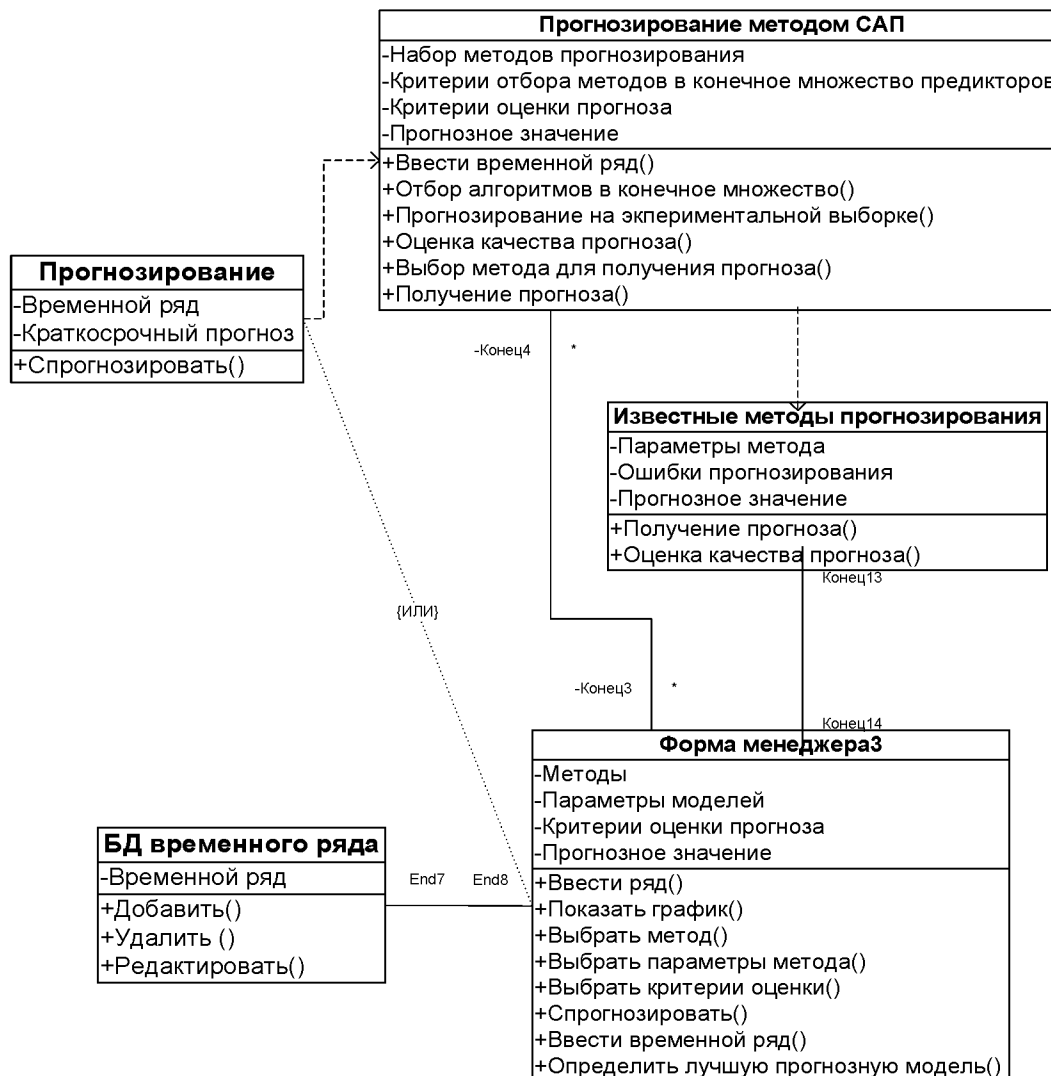 Прогнозирование методом САП
-Набор методов прогнозирования
-Критерии отбора методов в конечное множество предикторов
-Критерии оценки прогноза
-Прогнозное значение
+Ввести временной ряд()
+Отбор алгоритмов в конечное множество()
+Прогнозирование на экпериментальной выборке()
+Оценка качества прогноза()
+Выбор метода для получения прогноза()
+Получение прогноза()
Прогнозирование
-Временной ряд
-Краткосрочный прогноз
+Спрогнозировать()
-Конец4
*
Известные методы прогнозирования
-Параметры метода
-Ошибки прогнозирования
-Прогнозное значение
+Получение прогноза()
+Оценка качества прогноза()
Конец13
{ИЛИ}
-Конец3
*
Конец14
Форма менеджера3
-Методы
-Параметры моделей
-Критерии оценки прогноза
-Прогнозное значение
+Ввести ряд()
+Показать график()
+Выбрать метод()
+Выбрать параметры метода()
+Выбрать критерии оценки()
+Спрогнозировать()
+Ввести временной ряд()
+Определить лучшую прогнозную модель()
БД временного ряда
-Временной ряд
+Добавить()
+Удалить ()
+Редактировать()
End7
End8